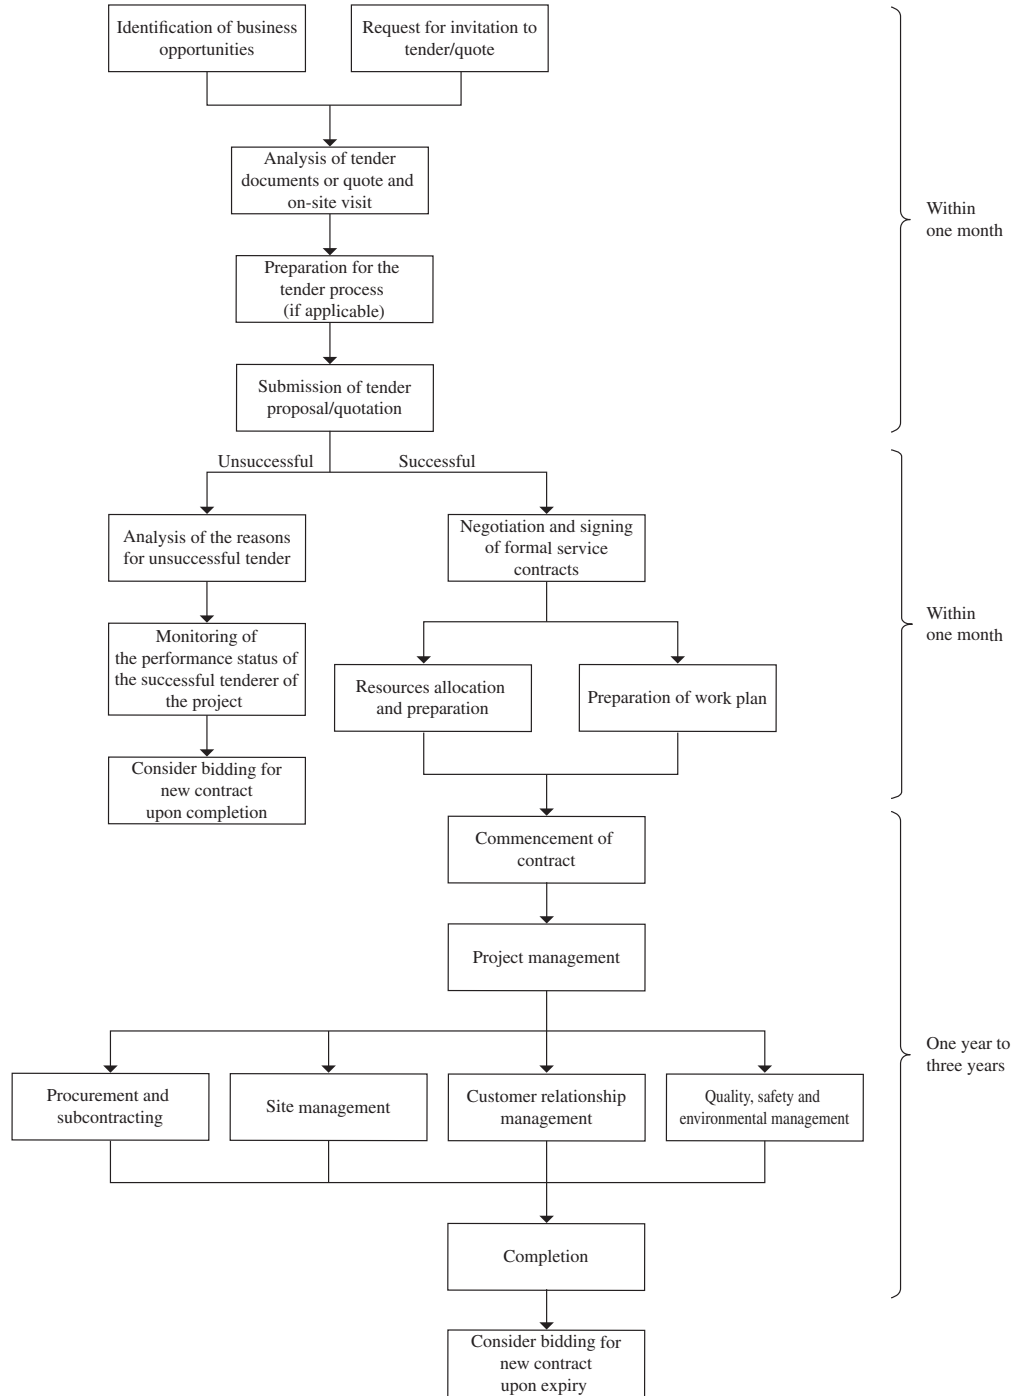 Identification of business
opportunities
Request for invitation to
tender/quote
Analysis of tender
documents or quote and
on-site visit
Preparation for the
tender process
(if applicable)
Submission of tender
proposal/quotation
Within
one month
Unsuccessful
Successful
Analysis of the reasons
for unsuccessful tender
Negotiation and signing
of formal service
contracts
Monitoring of
the performance status of
the successful tenderer of
the project
Resources allocation
and preparation
Preparation of work plan
Within
one month
Consider bidding for
new contract
upon completion
Commencement of
contract
Project management
Procurement and
subcontracting
Site management
Customer relationship
management
Quality, safety and
environmental management
One year to
three years
Completion
Consider bidding for
new contract
upon expiry